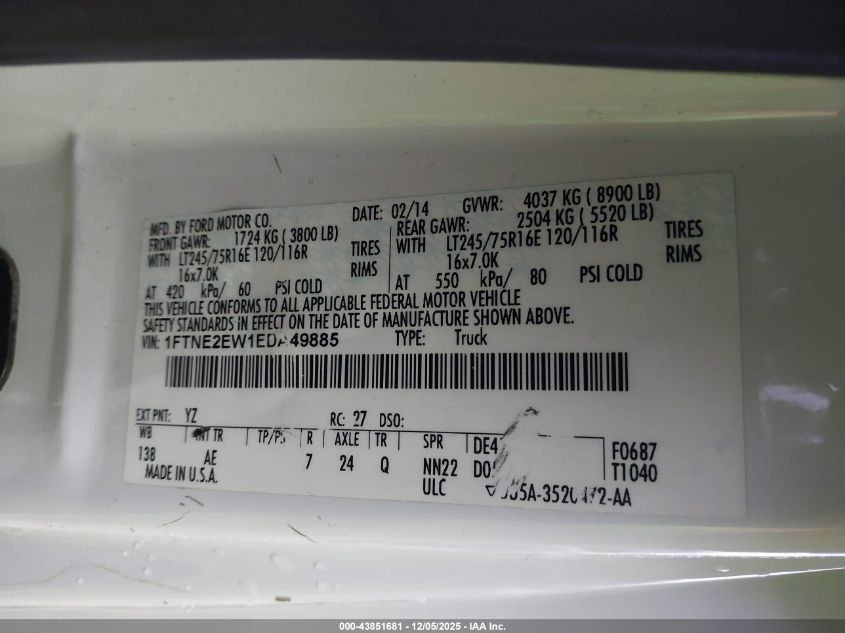 MFD. BY FORD MOTOR CO. DATE: 02/14 GVWR: 4037 KG ( 8900 LB)
FRONT GAWR: 1724 KG ( 3800 LB) REAR GAWR: 2504 KG ( 5520 LB)
WITH LT245/75R16E 120/116R TIRES WITH LT245/75R16E 120/116R TIRES
16x7.0K RIMS 16x7.0K RIMS
AT 420 kPa/ 60 PSI COLD AT 550 kPa/ 80 PSI COLD
THIS VEHICLE CONFORMS TO ALL APPLICABLE FEDERAL MOTOR VEHICLE
SAFETY STANDARDS IN EFFECT ON THE DATE OF MANUFACTURE SHOWN ABOVE.
VIN: TYPE: Truck
EXT PNT: YZ RC: 27 DSO:
WB INT TR TP/PS R AXLE TR SPR F0687
138 AE 7 24 Q NN22 T1040
MADE IN U.S.A. ULC
000-43851681 - 12/05/2025 - IAA Inc.